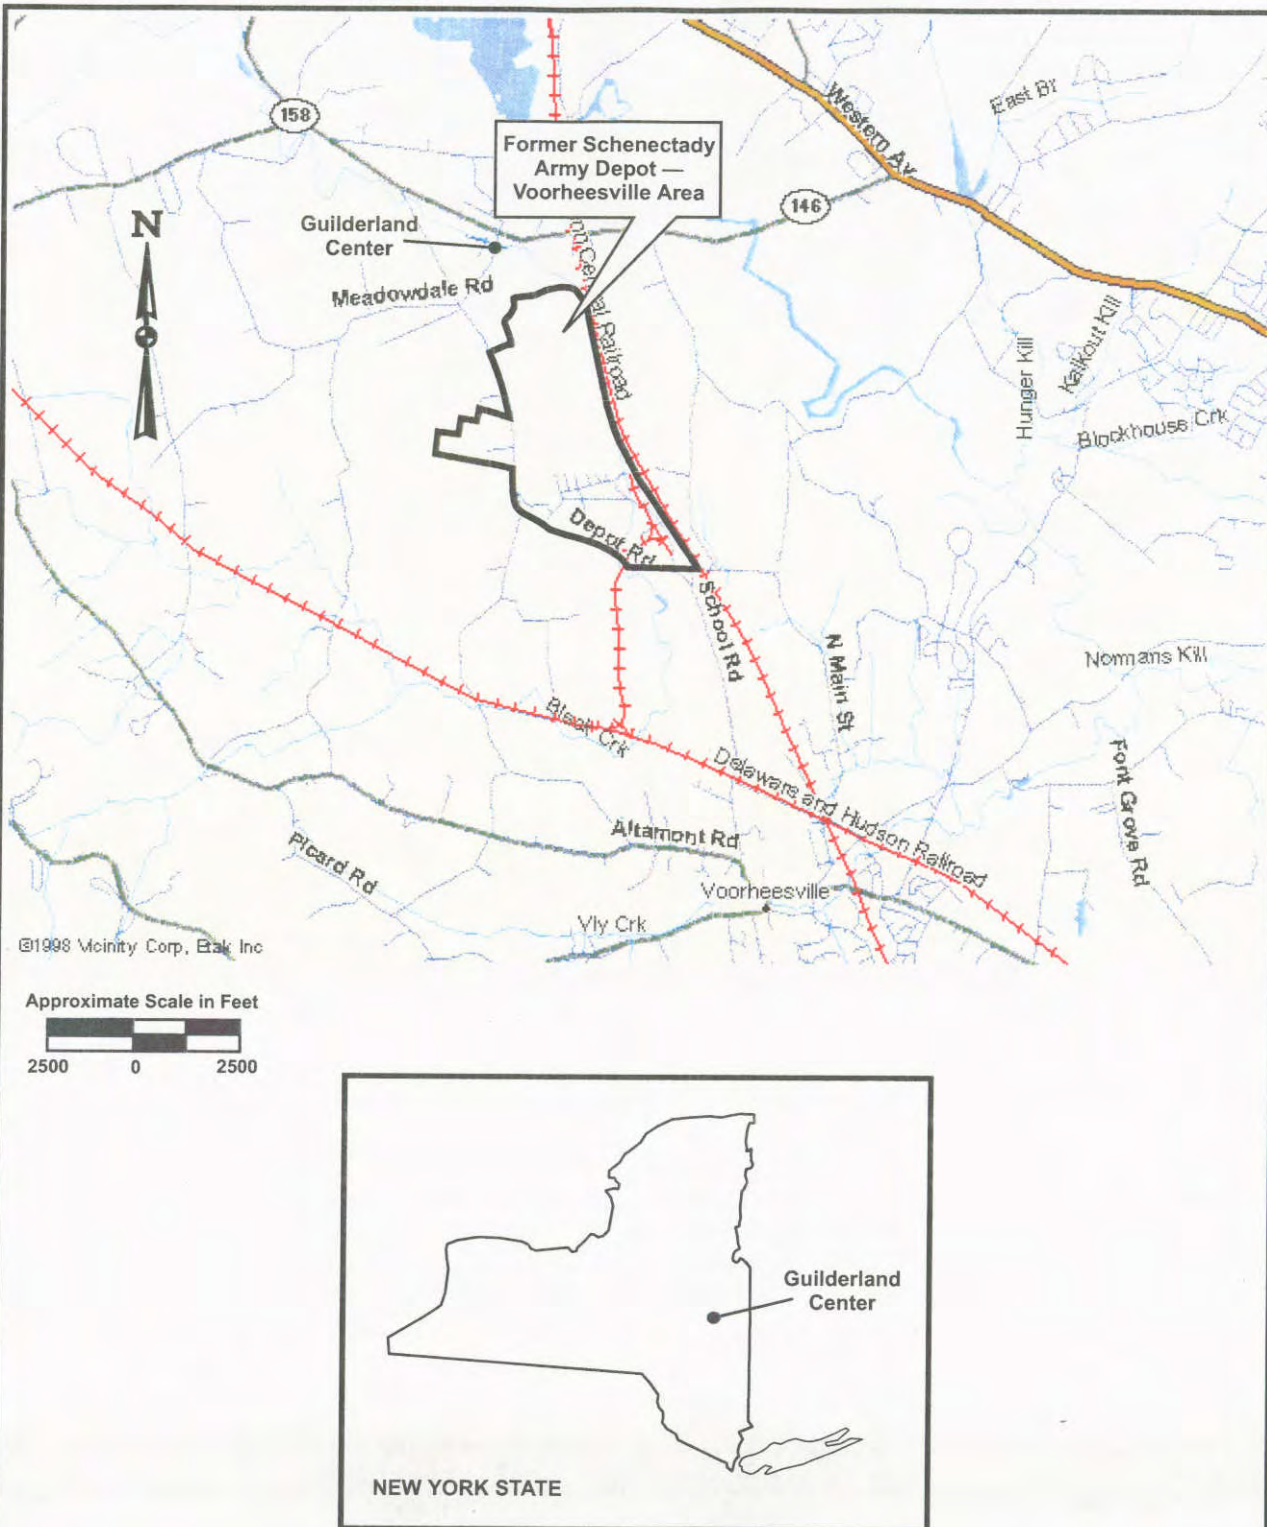 158
East Br
Western Av
Former Schenectady
Army Depot —
Voorheesville Area
146
N
Guilderland
Center
Meadowdale Rd
Railroad
Hunger Kill
Kaikout Kill
Blockhouse Crk
Depot Rd
School Rd
N Main St
Normans Kill
Black Crk
Delaware and Hudson Railroad
Font Grove Rd
Altamont Rd
Picard Rd
Voorheesville
Vly Crk
©1998 Vicinity Corp, Etak Inc
Approximate Scale in Feet
2500 0 2500
Guilderland
Center
NEW YORK STATE